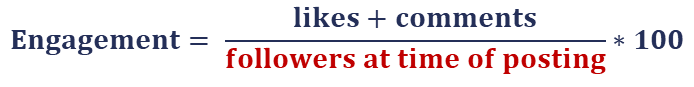 likes + comments
Engagement = * 100
followers at time of posting